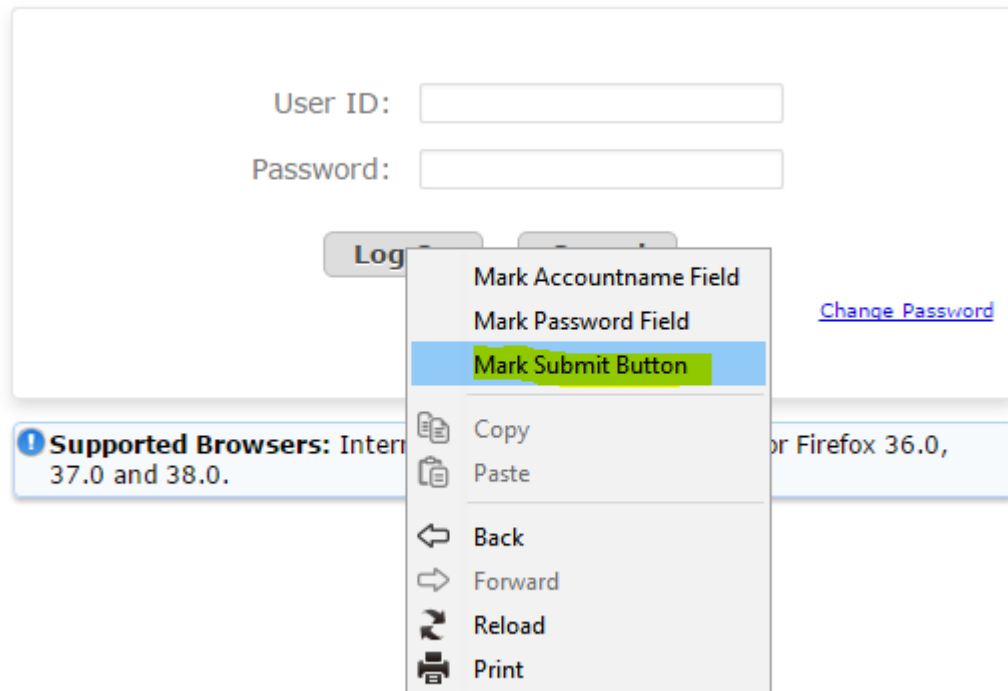 User ID:
Password:
Log
Mark Accountname Field
Mark Password Field
Change Password
Mark Submit Button
Copy
Supported Browsers: or Firefox 36.0,
37.0 and 38.0.
Paste
Back
Forward
Reload
Print